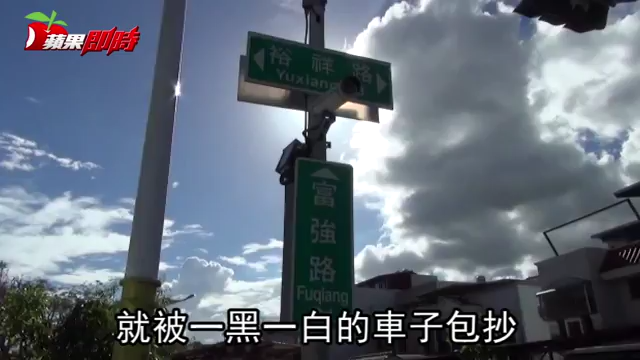 蘋果即時
裕祥路
Yuxiang
富強路
Fuqiang
就被一黑一白的車子包抄